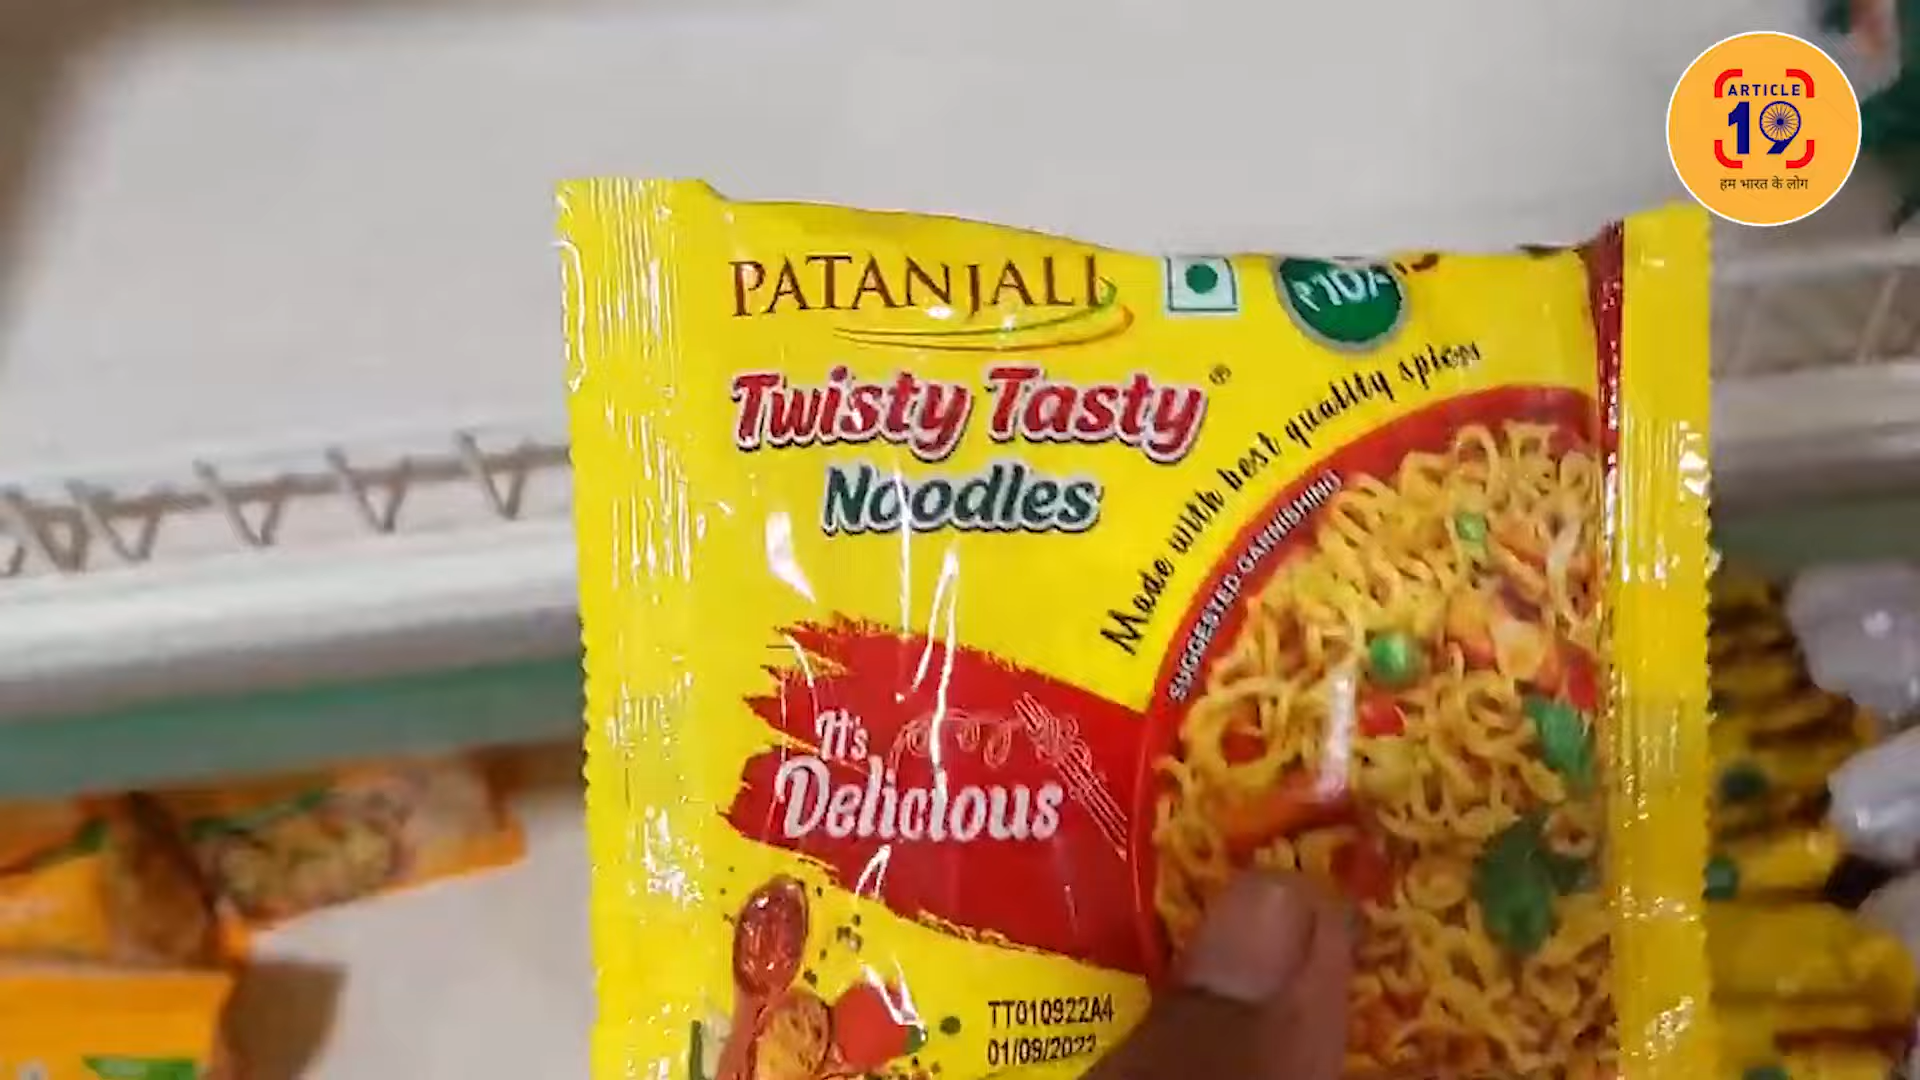 ARTICLE
19
हम भारत के लोग
PATANJALI
₹10/-
Twisty Tasty®
Noodles
Made with best quality spices
SUGGESTED GARNISHING
It's
Delicious
TT010922A4
01/09/2022